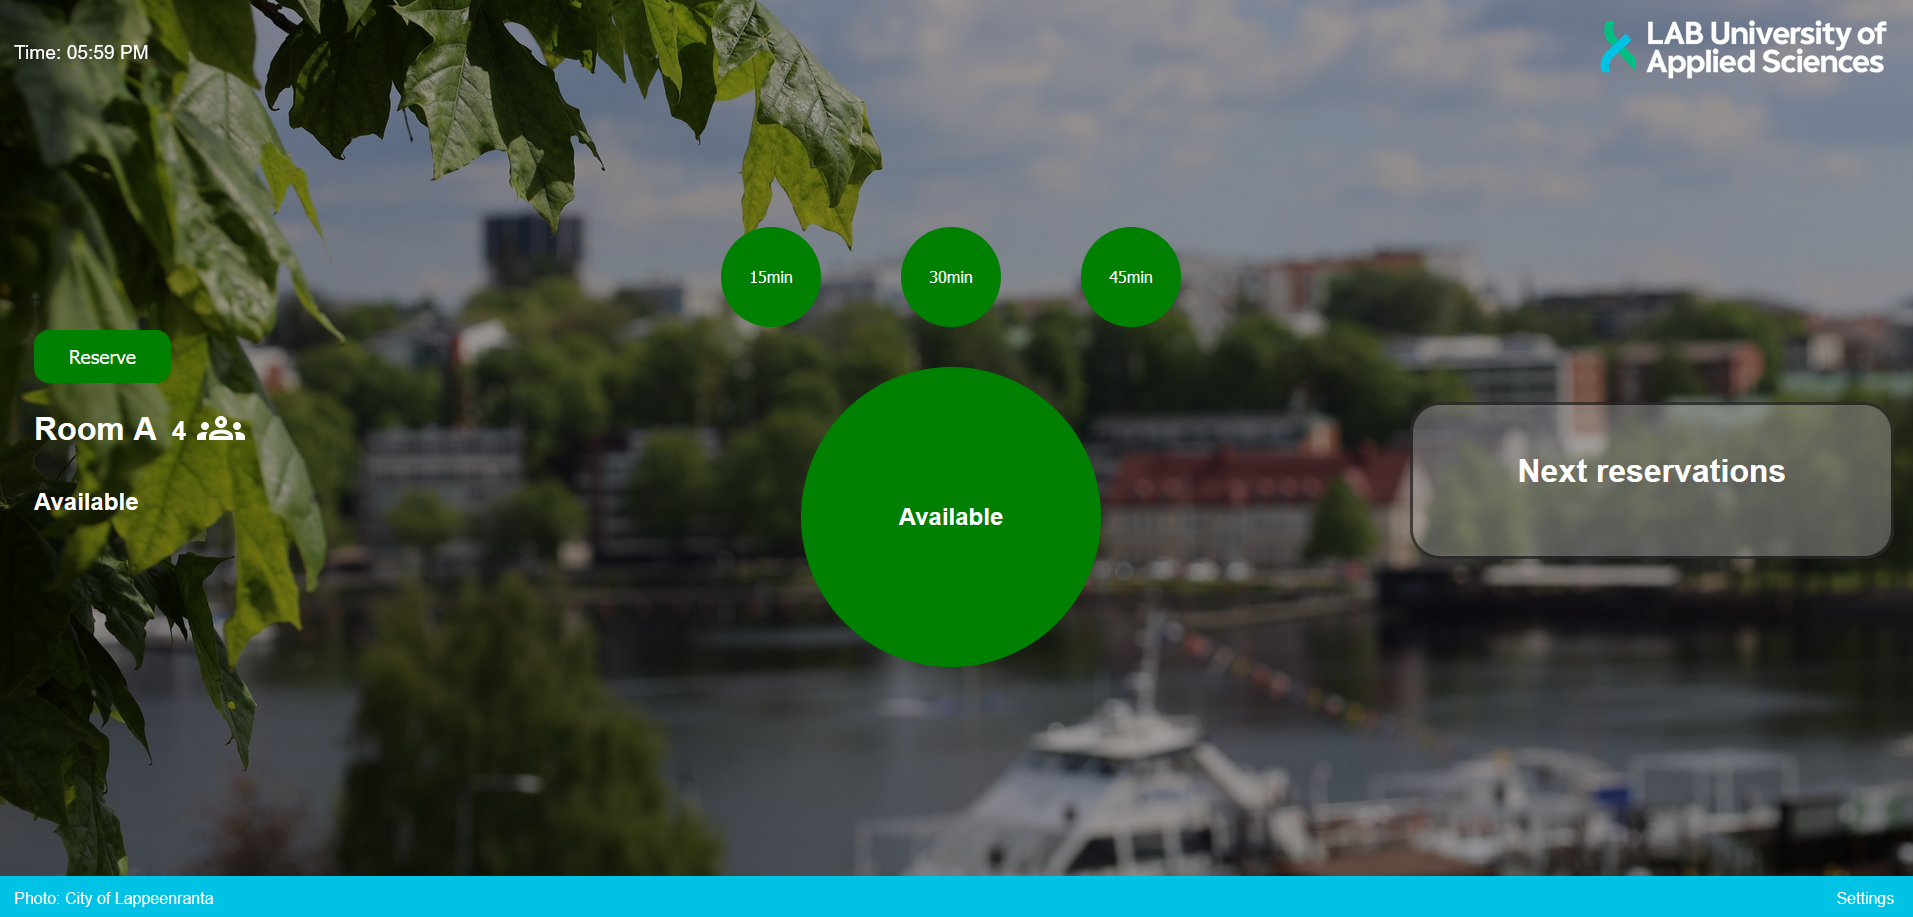 Time: 05:59 PM
LAB University of
Applied Sciences
15min
30min
45min
Reserve
Room A 4
Available
Available
Next reservations
Photo: City of Lappeenranta
Settings